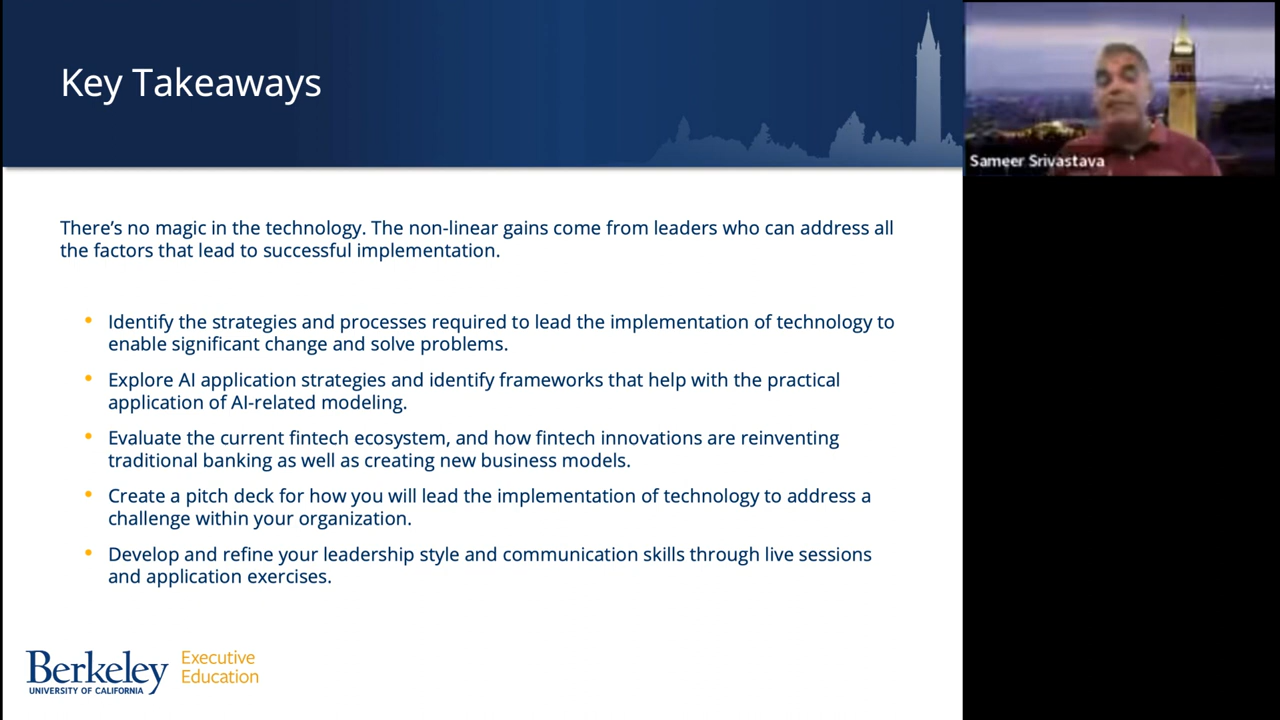 Key Takeaways
Sameer Srivastava
There’s no magic in the technology. The non-linear gains come from leaders who can address all
the factors that lead to successful implementation.
• Identify the strategies and processes required to lead the implementation of technology to
enable significant change and solve problems.
• Explore AI application strategies and identify frameworks that help with the practical
application of AI-related modeling.
• Evaluate the current fintech ecosystem, and how fintech innovations are reinventing
traditional banking as well as creating new business models.
• Create a pitch deck for how you will lead the implementation of technology to address a
challenge within your organization.
• Develop and refine your leadership style and communication skills through live sessions
and application exercises.
Berkeley
UNIVERSITY OF CALIFORNIA
Executive
Education